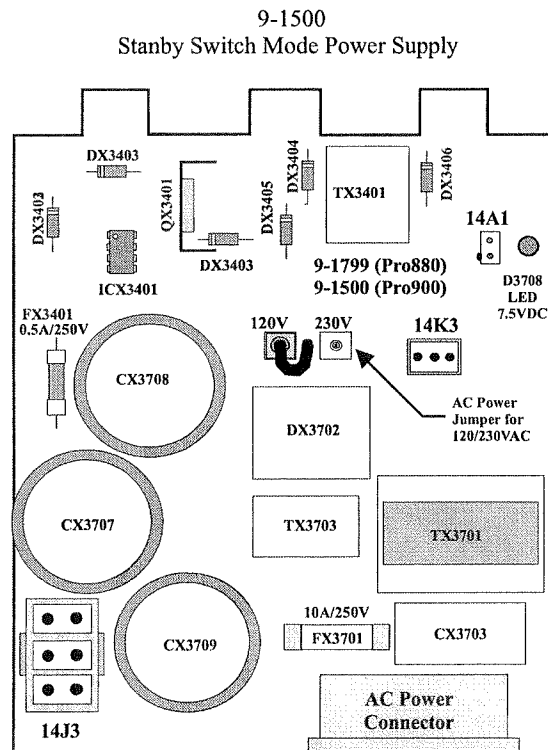 9-1500
Stanby Switch Mode Power Supply
DX3403
DX3402
QX3401
DX3404
DX3405
TX3401
DX3406
DX3403
ICX3401
14A1
9-1799 (Pro880)
9-1500 (Pro900)
D3708
LED
7.5VDC
FX3401
0.5A/250V
120V
230V
14K3
CX3708
AC Power
Jumper for
120/230VAC
DX3702
CX3707
TX3703
TX3701
10A/250V
FX3701
CX3703
CX3709
14J3
AC Power
Connector